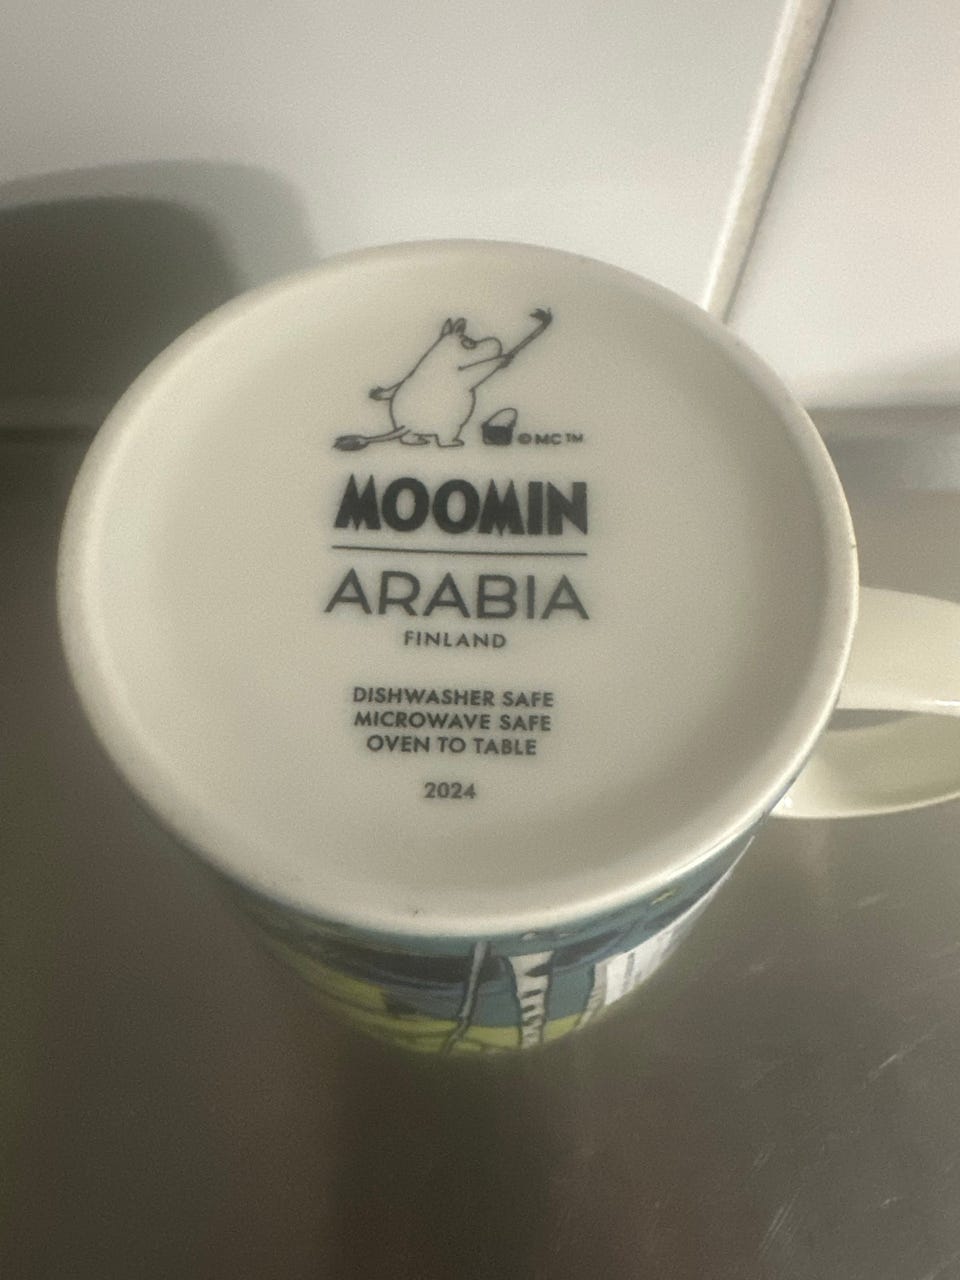 © MC™
MOOMIN
ARABIA
FINLAND
DISHWASHER SAFE
MICROWAVE SAFE
OVEN TO TABLE
2024